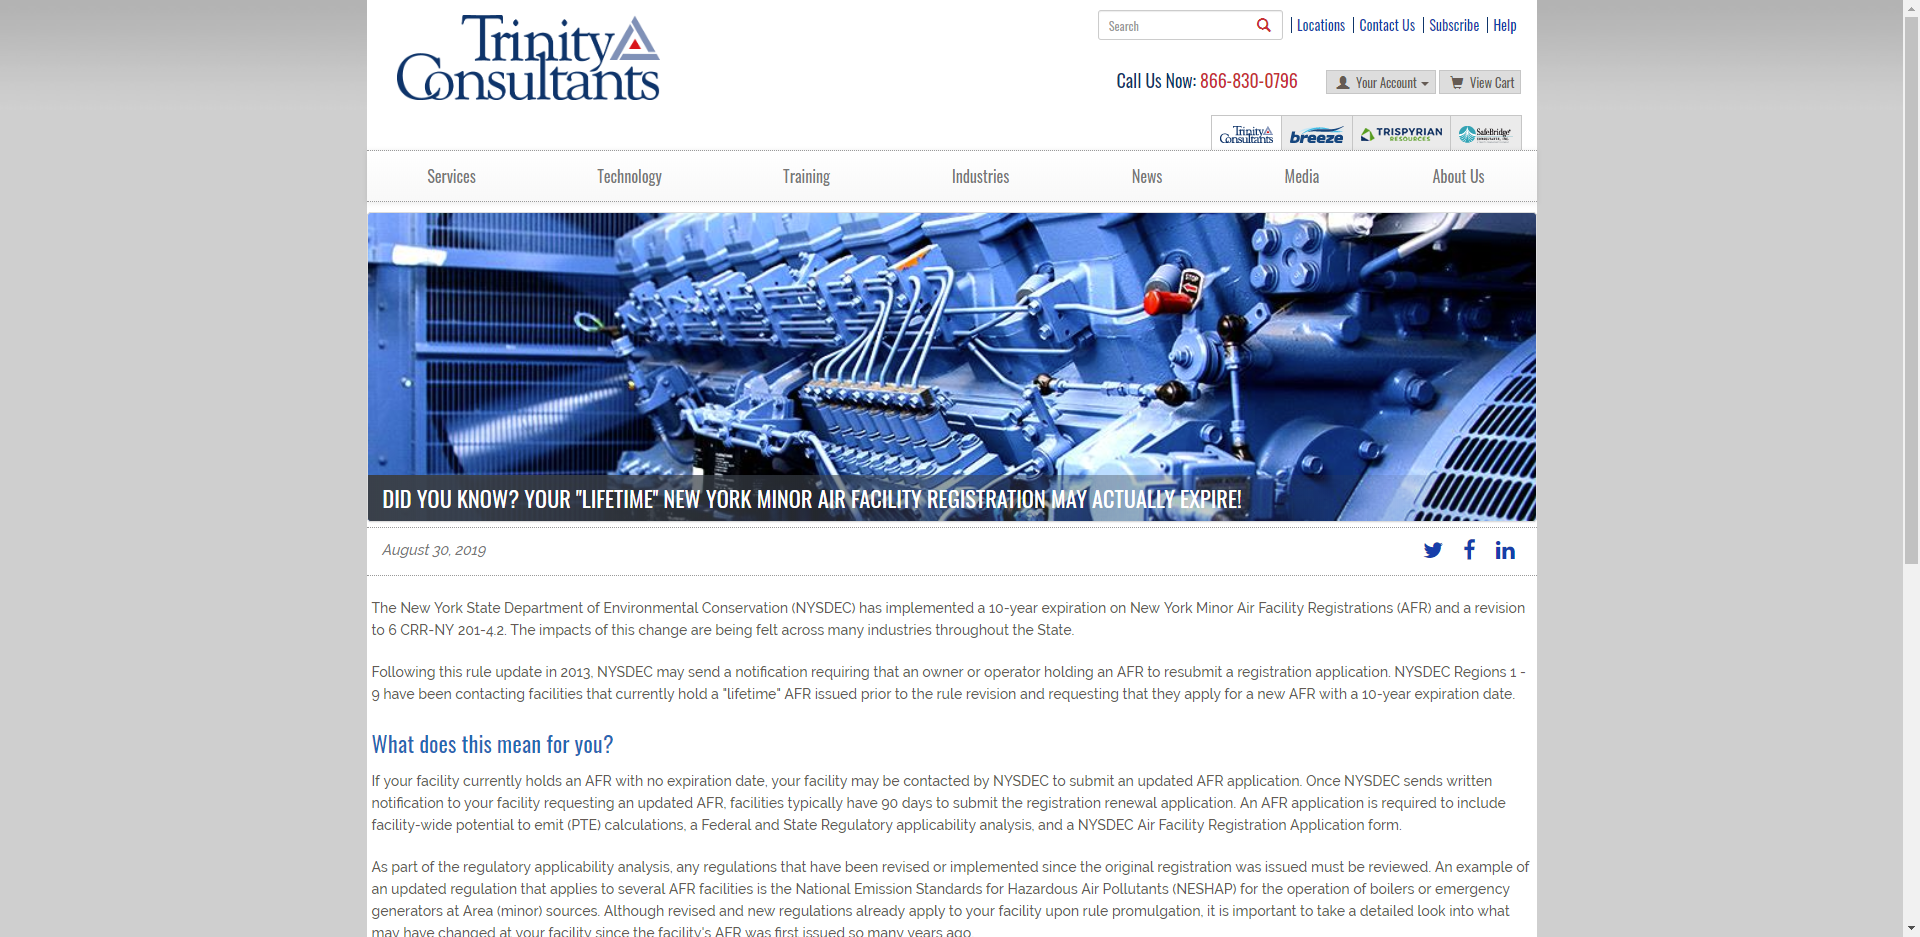 Trinity
Consultants
Search
Locations
Contact Us
Subscribe
Help
Call Us Now: 866-830-0796
Your Account
View Cart
Trinity
Consultants
breeze
TRISPYRIAN
RESOURCES
SafeBridge
Services
Technology
Training
Industries
News
Media
About Us
STOP
DID YOU KNOW? YOUR "LIFETIME" NEW YORK MINOR AIR FACILITY REGISTRATION MAY ACTUALLY EXPIRE!
August 30, 2019
The New York State Department of Environmental Conservation (NYSDEC) has implemented a 10-year expiration on New York Minor Air Facility Registrations (AFR) and a revision
to 6 CRR-NY 201-4.2. The impacts of this change are being felt across many industries throughout the State.
Following this rule update in 2013, NYSDEC may send a notification requiring that an owner or operator holding an AFR to resubmit a registration application. NYSDEC Regions 1 -
9 have been contacting facilities that currently hold a "lifetime" AFR issued prior to the rule revision and requesting that they apply for a new AFR with a 10-year expiration date.
What does this mean for you?
If your facility currently holds an AFR with no expiration date, your facility may be contacted by NYSDEC to submit an updated AFR application. Once NYSDEC sends written
notification to your facility requesting an updated AFR, facilities typically have 90 days to submit the registration renewal application. An AFR application is required to include
facility-wide potential to emit (PTE) calculations, a Federal and State Regulatory applicability analysis, and a NYSDEC Air Facility Registration Application form.
As part of the regulatory applicability analysis, any regulations that have been revised or implemented since the original registration was issued must be reviewed. An example of
an updated regulation that applies to several AFR facilities is the National Emission Standards for Hazardous Air Pollutants (NESHAP) for the operation of boilers or emergency
generators at Area (minor) sources. Although revised and new regulations already apply to your facility upon rule promulgation, it is important to take a detailed look into what
may have changed at your facility since the facility's AFR was first issued so many years ago.